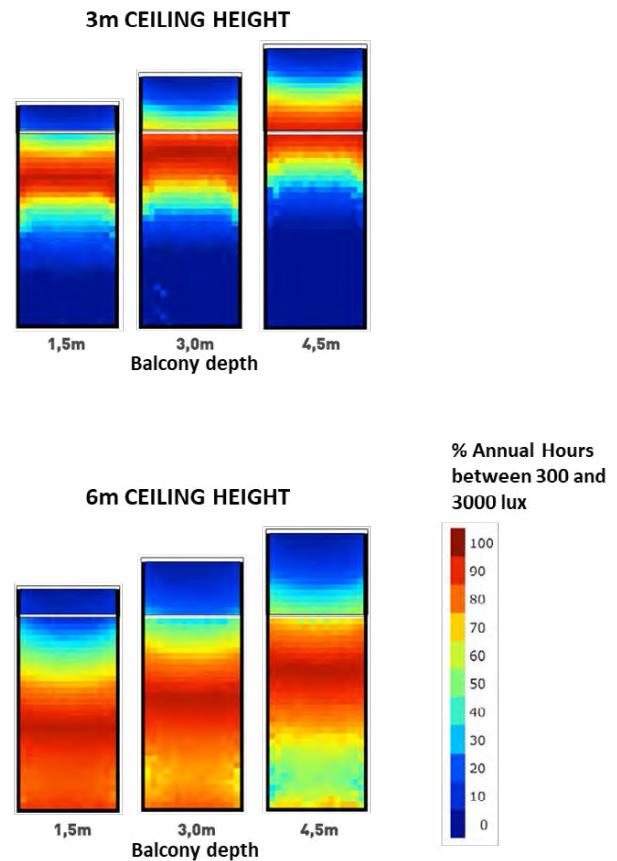 3m CEILING HEIGHT
1,5m
3,0m
4,5m
Balcony depth
% Annual Hours
between 300 and
3000 lux
6m CEILING HEIGHT
100
90
80
70
60
50
40
30
20
10
0
1,5m
3,0m
4,5m
Balcony depth